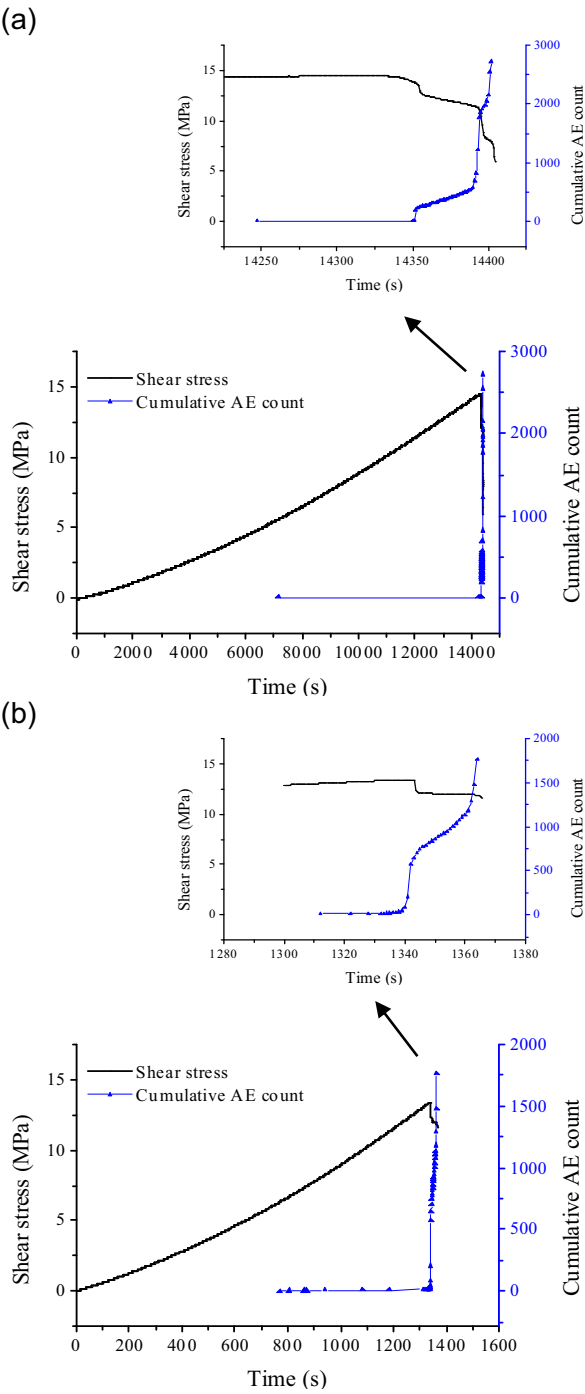 (a)
3000
15
2000
10
1000
5
0
0
14250 14300 14350 14400
Time (s)
Shear stress (MPa)
Cumulative AE count
3000
Shear stress
Cumulative AE count
15
2000
10
1000
5
0
0
0 2000 4000 6000 8000 10000 12000 14000
Time (s)
Shear stress (MPa)
Cumulative AE count
(b)
2000
15
1500
10
1000
5
500
0
0
1280 1300 1320 1340 1360 1380
Time (s)
Shear stress (MPa)
Cumulative AE count
2000
Shear stress
Cumulative AE count
15
1500
10
1000
5
500
0
0
0 200 400 600 800 1000 1200 1400 1600
Time (s)
Shear stress (MPa)
Cumulative AE count